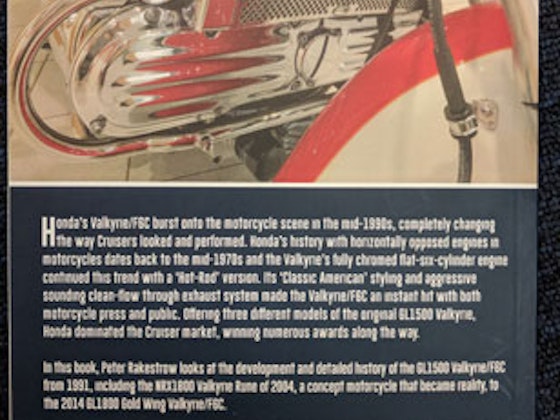 Honda's Valkyrie/F6C burst onto the motorcycle scene in the mid-1990s, completely changing
the way Cruisers looked and performed. Honda's history with horizontally opposed engines in
motorcycles dates back to the mid-1970s and the Valkyrie's fully chromed flat-six-cylinder engine
continued this trend with a "Hot-Rod" version. Its 'Classic American' styling and aggressive
sounding clean-flow through exhaust system made the Valkyrie/F6C an instant hit with both
motorcycle press and public. Offering three different models of the original GL1500 Valkyrie,
Honda dominated the Cruiser market, winning numerous awards along the way.
In this book, Peter Rakestrow looks at the development and detailed history of the GL1500 Valkyrie/F6C
from 1991, including the NRX1800 Valkyrie Rune of 2004, a concept motorcycle that became reality, to
the 2014 GL1800 Gold Wing Valkyrie/F6C.